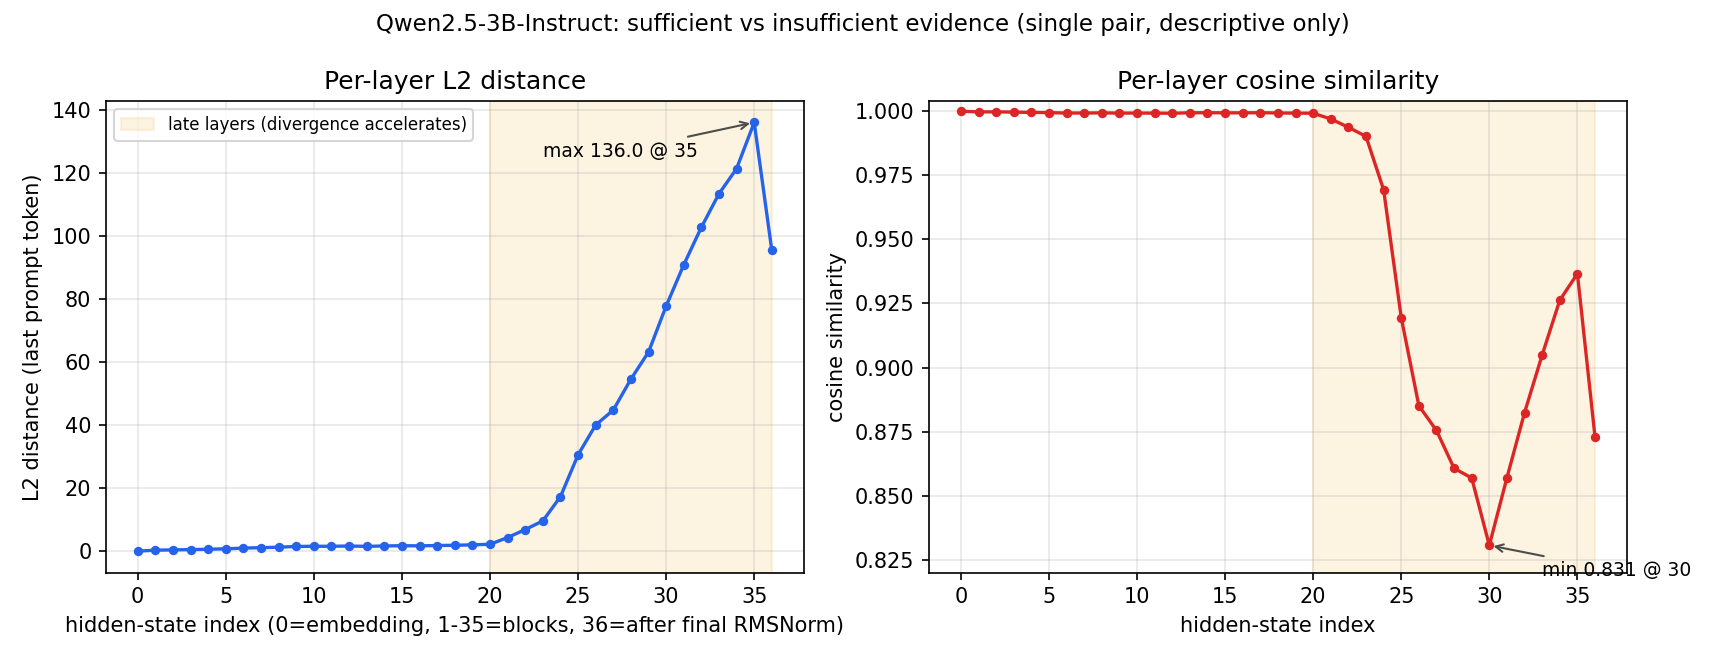 Qwen2.5-3B-Instruct: sufficient vs insufficient evidence (single pair, descriptive only)
Per-layer L2 distance
140
120
100
80
60
40
20
0
L2 distance (last prompt token)
late layers (divergence accelerates)
max 136.0 @ 35
0 5 10 15 20 25 30 35
hidden-state index (0=embedding, 1-35=blocks, 36=after final RMSNorm)
Per-layer cosine similarity
1.000
0.975
0.950
0.925
0.900
0.875
0.850
0.825
cosine similarity
min 0.831 @ 30
0 5 10 15 20 25 30 35
hidden-state index